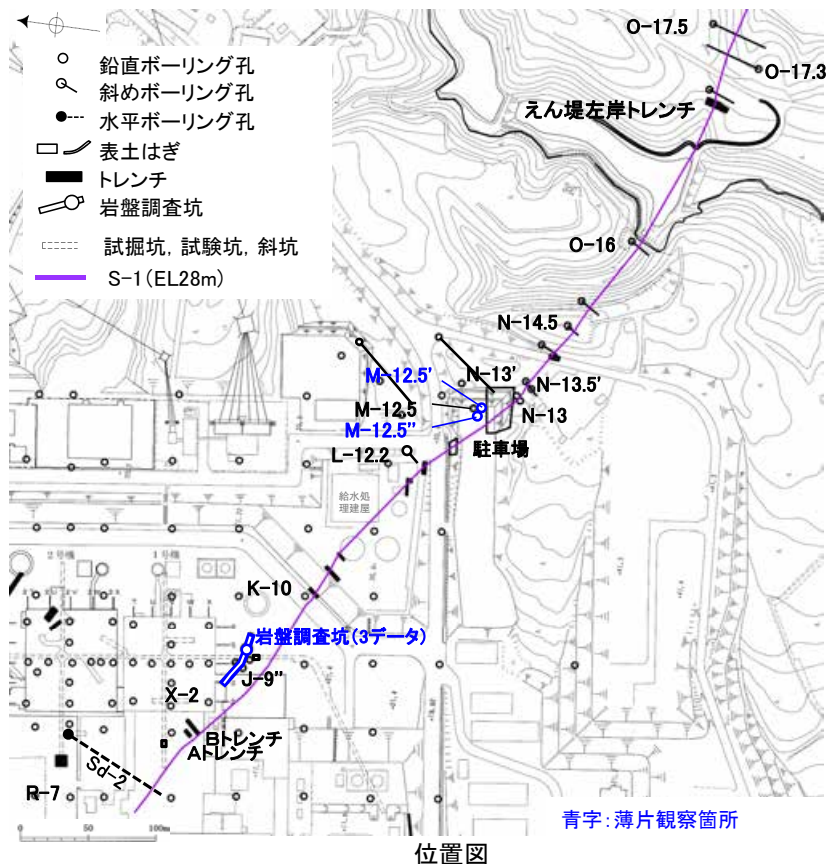 鉛直ボーリング孔
斜めボーリング孔
水平ボーリング孔
表土はぎ
トレンチ
岩盤調査坑
試掘坑，試験坑，斜坑
S-1（EL28m）
O-17.5
O-17.3
えん堤左岸トレンチ
O-16
N-14.5
N-13'
M-12.5'
N-13.5'
M-12.5
N-13
M-12.5''
駐車場
L-12.2
給水処
理建屋
2号機
1号機
K-10
岩盤調査坑（3データ）
J-9''
X-2
Bトレンチ
Aトレンチ
Sd-2
R-7
0 50 100m
青字：薄片観察箇所
位置図